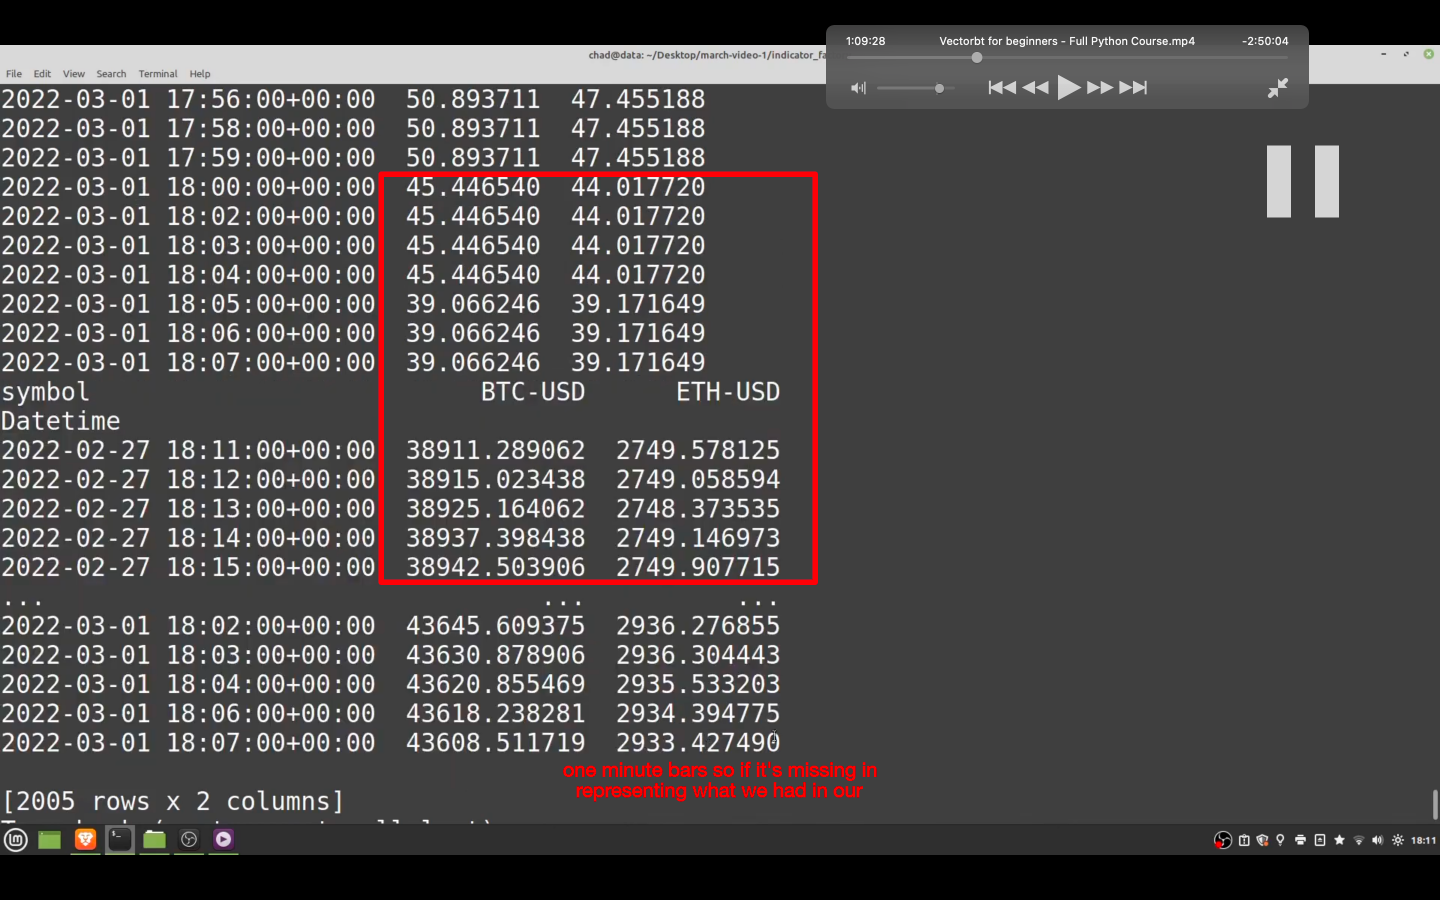 1:09:28 Vectorbt for beginners - Full Python Course.mp4 -2:50:04
chad@data: ~/Desktop/march-video-1/indicator_fa
File Edit View Search Terminal Help
2022-03-01 17:56:00+00:00 50.893711 47.455188
2022-03-01 17:58:00+00:00 50.893711 47.455188
2022-03-01 17:59:00+00:00 50.893711 47.455188
2022-03-01 18:00:00+00:00 45.446540 44.017720
2022-03-01 18:02:00+00:00 45.446540 44.017720
2022-03-01 18:03:00+00:00 45.446540 44.017720
2022-03-01 18:04:00+00:00 45.446540 44.017720
2022-03-01 18:05:00+00:00 39.066246 39.171649
2022-03-01 18:06:00+00:00 39.066246 39.171649
2022-03-01 18:07:00+00:00 39.066246 39.171649
symbol BTC-USD ETH-USD
Datetime
2022-02-27 18:11:00+00:00 38911.289062 2749.578125
2022-02-27 18:12:00+00:00 38915.023438 2749.058594
2022-02-27 18:13:00+00:00 38925.164062 2748.373535
2022-02-27 18:14:00+00:00 38937.398438 2749.146973
2022-02-27 18:15:00+00:00 38942.503906 2749.907715
... ... ...
2022-03-01 18:02:00+00:00 43645.609375 2936.276855
2022-03-01 18:03:00+00:00 43630.878906 2936.304443
2022-03-01 18:04:00+00:00 43620.855469 2935.533203
2022-03-01 18:06:00+00:00 43618.238281 2934.394775
2022-03-01 18:07:00+00:00 43608.511719 2933.427490
one minute bars so if it's missing in
representing what we had in our
[2005 rows x 2 columns]
18:11